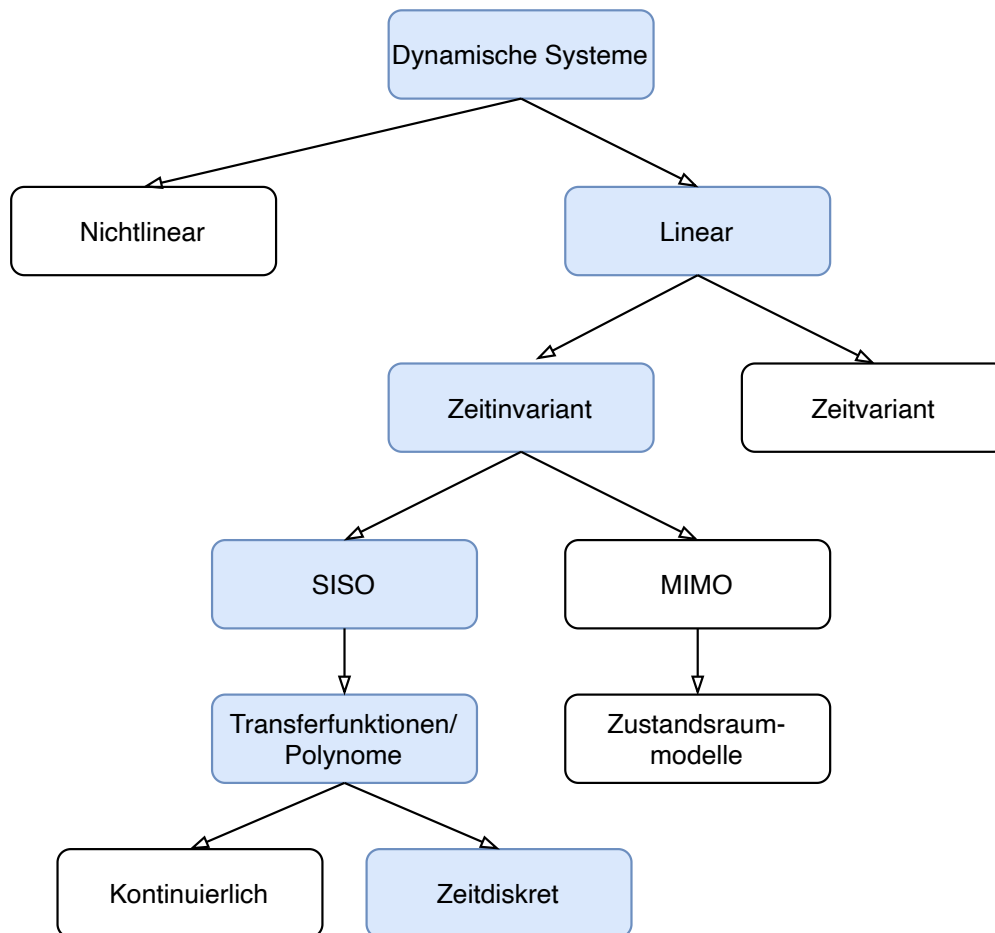 Dynamische Systeme
Nichtlinear
Linear
Zeitinvariant
Zeitvariant
SISO
MIMO
Transferfunktionen/
Polynome
Zustandsraum-
modelle
Kontinuierlich
Zeitdiskret